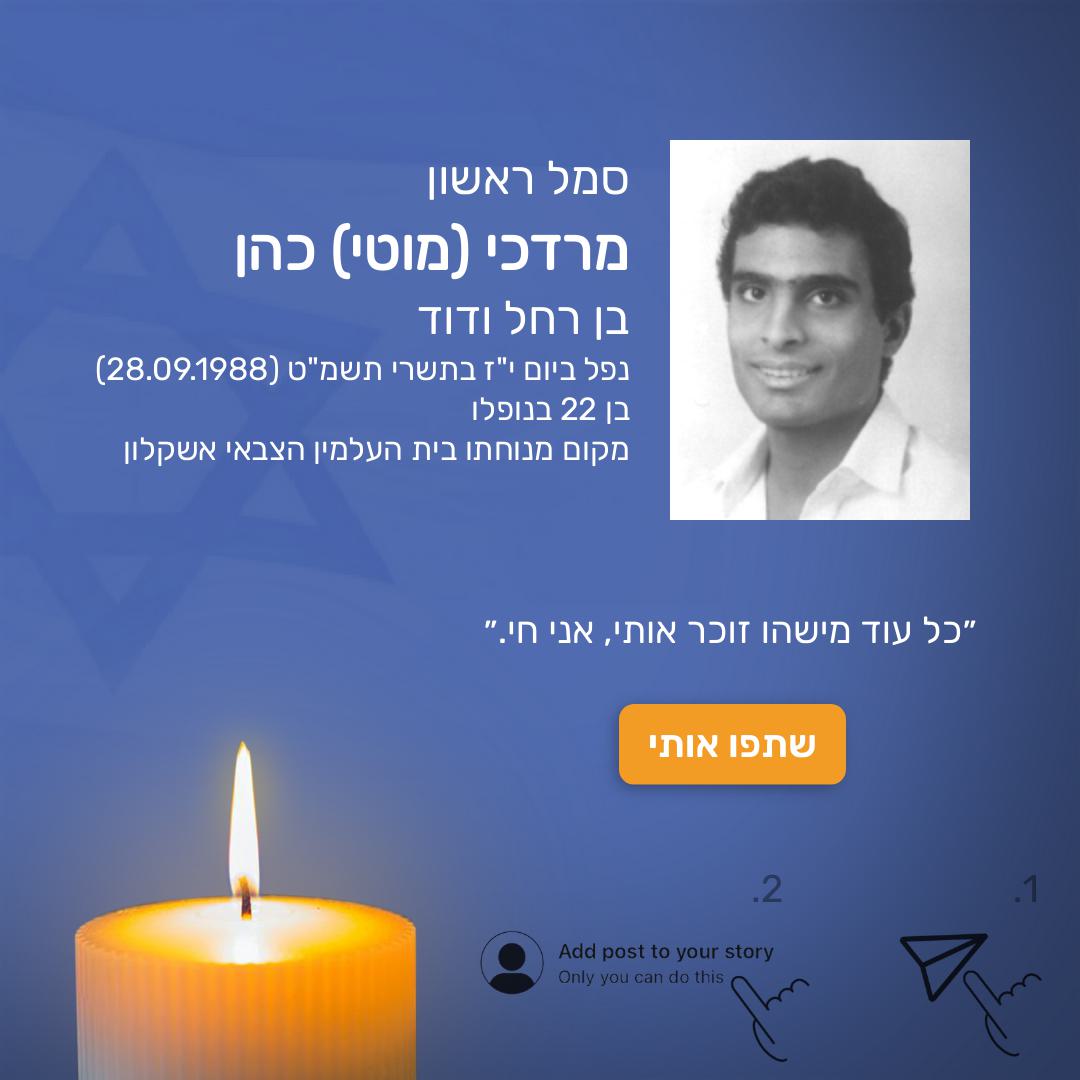 סמל ראשון
מרדכי (מוטי) כהן
בן רחל ודוד
נפל ביום י"ז בתשרי תשמ"ט (28.09.1988)
בן 22 בנופלו
מקום מנוחתו בית העלמין הצבאי אשקלון
״כל עוד מישהו זוכר אותי, אני חי.״
שתפו אותי
.1
.2
Add post to your story
Only you can do this